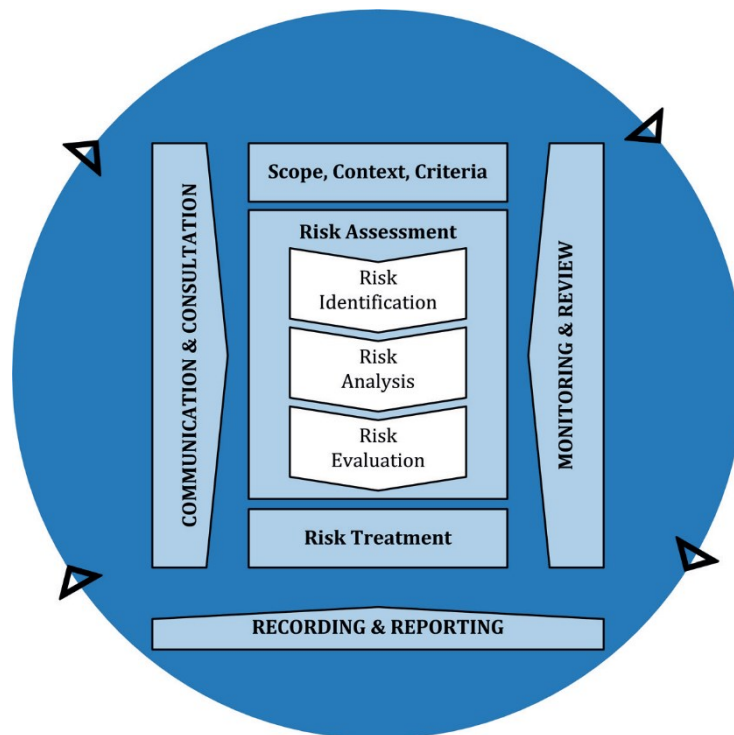 Scope, Context, Criteria
COMMUNICATION & CONSULTATION
Risk Assessment
Risk
Identification
Risk
Analysis
Risk
Evaluation
MONITORING & REVIEW
Risk Treatment
RECORDING & REPORTING